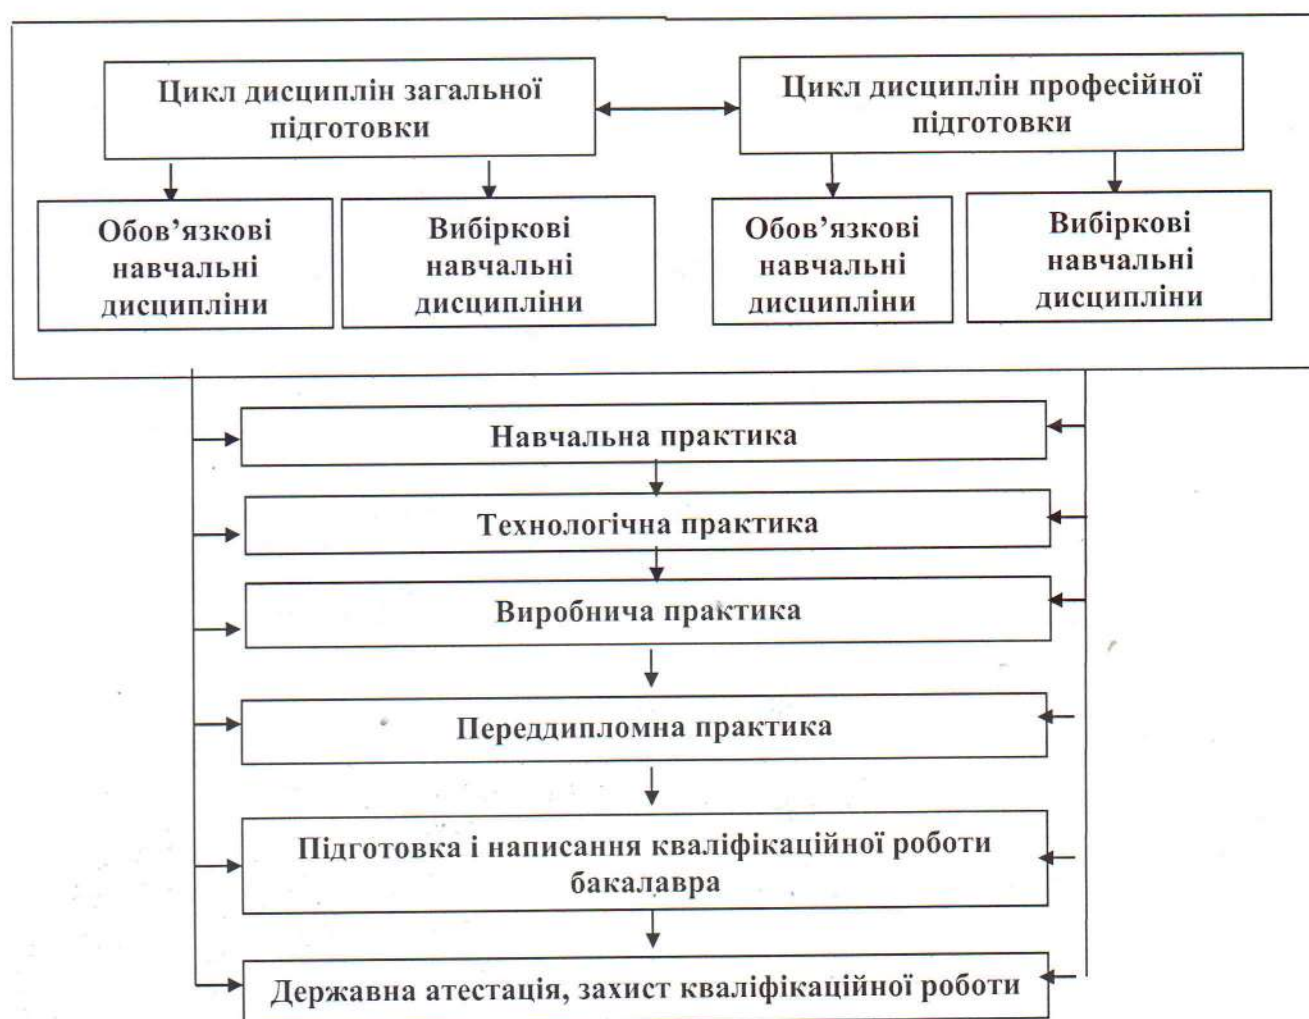 Цикл дисциплін загальної
підготовки
Цикл дисциплін професійної
підготовки
Обов’язкові
навчальні
дисципліни
Вибіркові
навчальні
дисципліни
Обов’язкові
навчальні
дисципліни
Вибіркові
навчальні
дисципліни
Навчальна практика
Технологічна практика
Виробнича практика
Переддипломна практика
Підготовка і написання кваліфікаційної роботи
бакалавра
Державна атестація, захист кваліфікаційної роботи